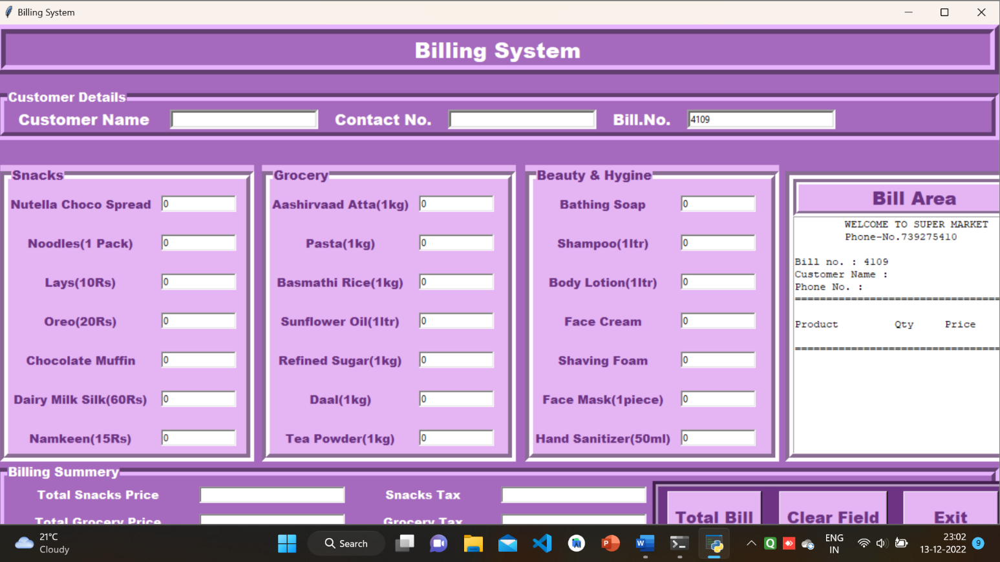 Billing System
Billing System
Customer Details
Customer Name
Contact No.
Bill.No. 4109
Snacks
Nutella Choco Spread 0
Noodles(1 Pack) 0
Lays(10Rs) 0
Oreo(20Rs) 0
Chocolate Muffin 0
Dairy Milk Silk(60Rs) 0
Namkeen(15Rs) 0
Grocery
Aashirvaad Atta(1kg) 0
Pasta(1kg) 0
Basmathi Rice(1kg) 0
Sunflower Oil(1ltr) 0
Refined Sugar(1kg) 0
Daal(1kg) 0
Tea Powder(1kg) 0
Beauty & Hygine
Bathing Soap 0
Shampoo(1ltr) 0
Body Lotion(1ltr) 0
Face Cream 0
Shaving Foam 0
Face Mask(1piece) 0
Hand Sanitizer(50ml) 0
Bill Area
WELCOME TO SUPER MARKET
Phone-No.739275410
Bill no. : 4109
Customer Name :
Phone No. :
=================================
Product Qty Price
=================================
Billing Summery
Total Snacks Price
Snacks Tax
Total Grocery Price
Grocery Tax
Total Bill
Clear Field
Exit
21°C
Cloudy
Search
ENG
IN
23:02
13-12-2022
9